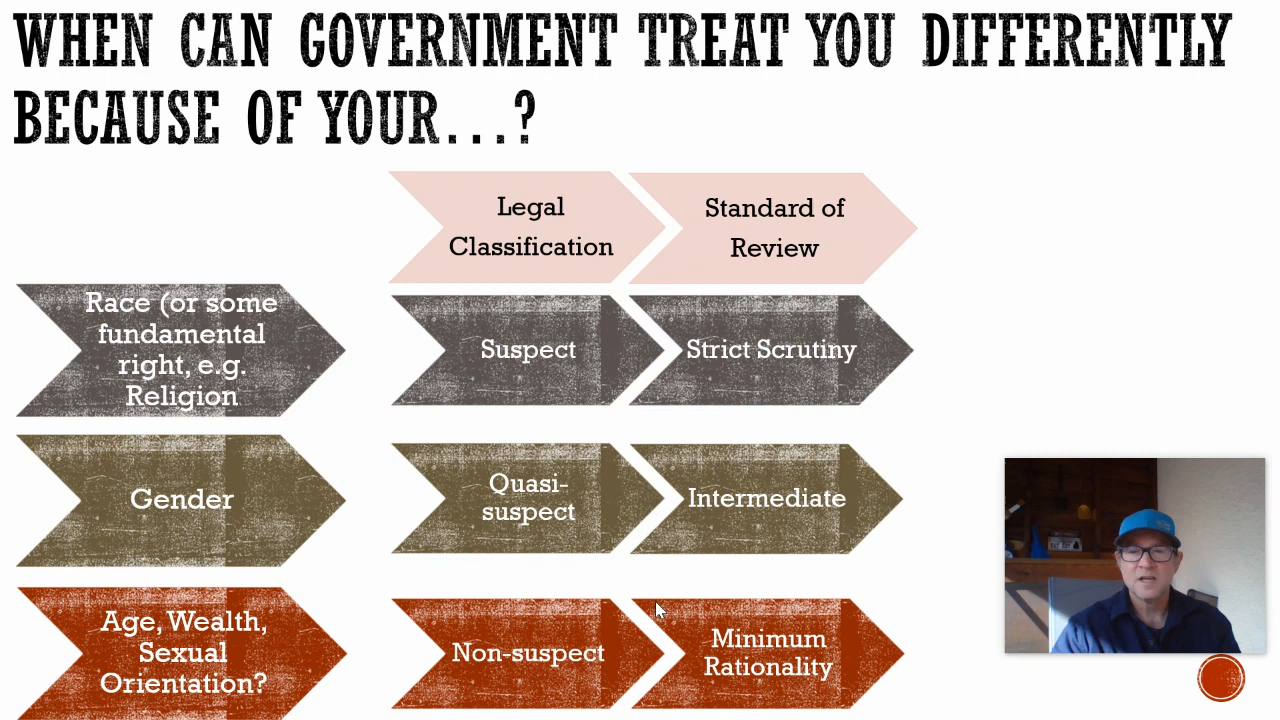 WHEN CAN GOVERNMENT TREAT YOU DIFFERENTLY
BECAUSE OF YOUR...?
Legal
Classification
Standard of
Review
Race (or some
fundamental
right, e.g.
Religion
Suspect
Strict Scrutiny
Gender
Quasi-
suspect
Intermediate
Age, Wealth,
Sexual
Orientation?
Non-suspect
Minimum
Rationality